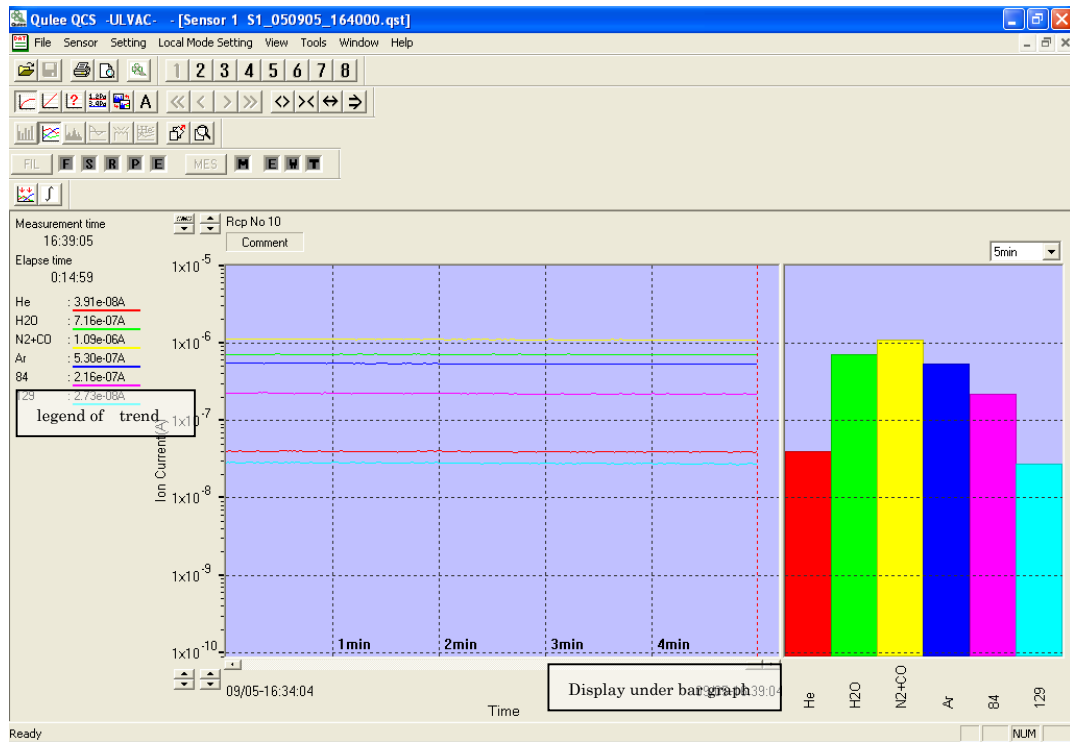 Qulee QCS -ULVAC- - [Sensor 1 S1_050905_164000.qst]
File Sensor Setting Local Mode Setting View Tools Window Help
1 2 3 4 5 6 7 8
A
FIL F S R P E MES M E W T
Measurement time
16:39:05
Elapse time
0:14:59
He : 3.91e-08A
H2O : 7.16e-07A
N2+CO : 1.09e-06A
Ar : 5.30e-07A
84 : 2.16e-07A
129 : 2.73e-08A
legend of trend
Rcp No 10
Comment
5min
Ion Current(A)
1x10-5
1x10-6
1x10-7
1x10-8
1x10-9
1x10-10
1min 2min 3min 4min
09/05-16:34:04
09/05-16:39:04
Display under bar graph
Time
He H2O N2+CO Ar 84 129
Ready
NUM